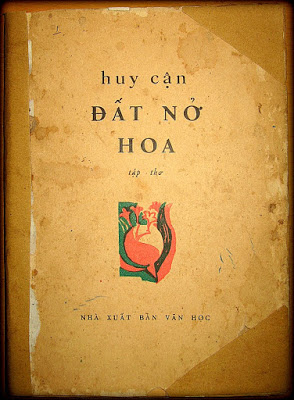 huy cận
ĐẤT NỞ
HOA
tập thơ
NHÀ XUẤT BẢN VĂN HỌC